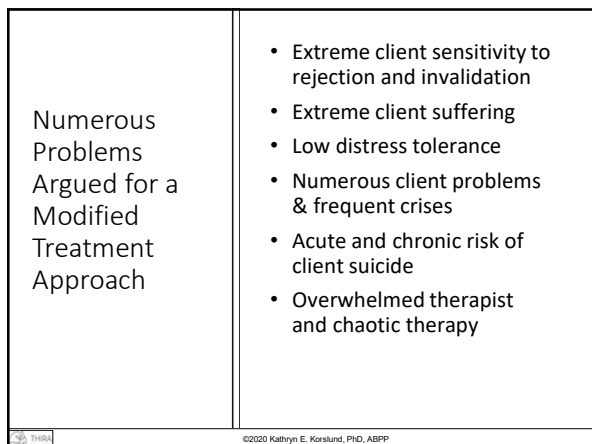 Numerous
Problems
Argued for a
Modified
Treatment
Approach
• Extreme client sensitivity to
rejection and invalidation
• Extreme client suffering
• Low distress tolerance
• Numerous client problems
& frequent crises
• Acute and chronic risk of
client suicide
• Overwhelmed therapist
and chaotic therapy
THIRA
©2020 Kathryn E. Korslund, PhD, ABPP